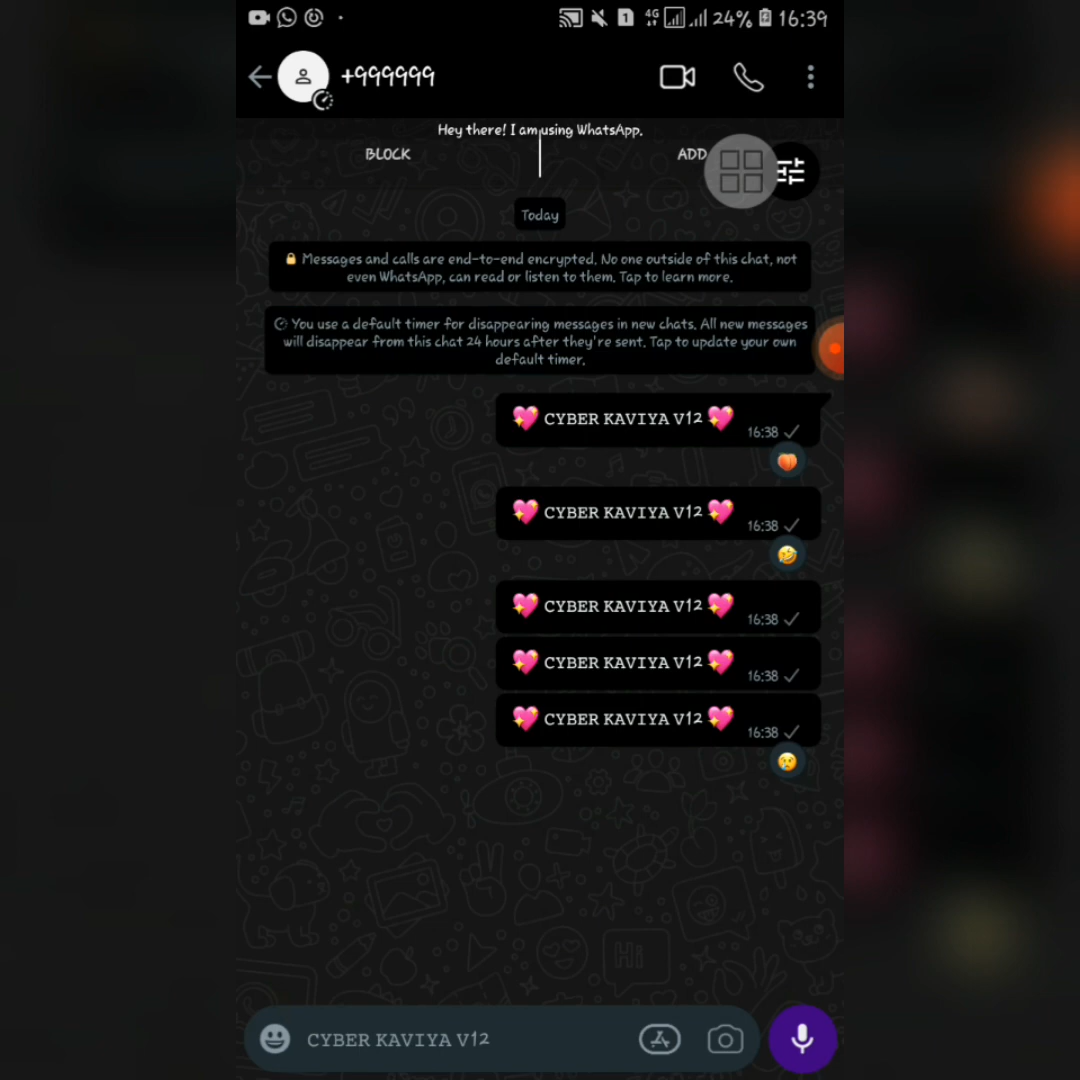 24% 16:39
+999999
Hey there! I am using WhatsApp.
BLOCK ADD
Today
🔒 Messages and calls are end-to-end encrypted. No one outside of this chat, not
even WhatsApp, can read or listen to them. Tap to learn more.
You use a default timer for disappearing messages in new chats. All new messages
will disappear from this chat 24 hours after they're sent. Tap to update your own
default timer.
💖 CYBER KAVIYA V12 💖 16:38
💖 CYBER KAVIYA V12 💖 16:38
💖 CYBER KAVIYA V12 💖 16:38
💖 CYBER KAVIYA V12 💖 16:38
💖 CYBER KAVIYA V12 💖 16:38
Hi
CYBER KAVIYA V12